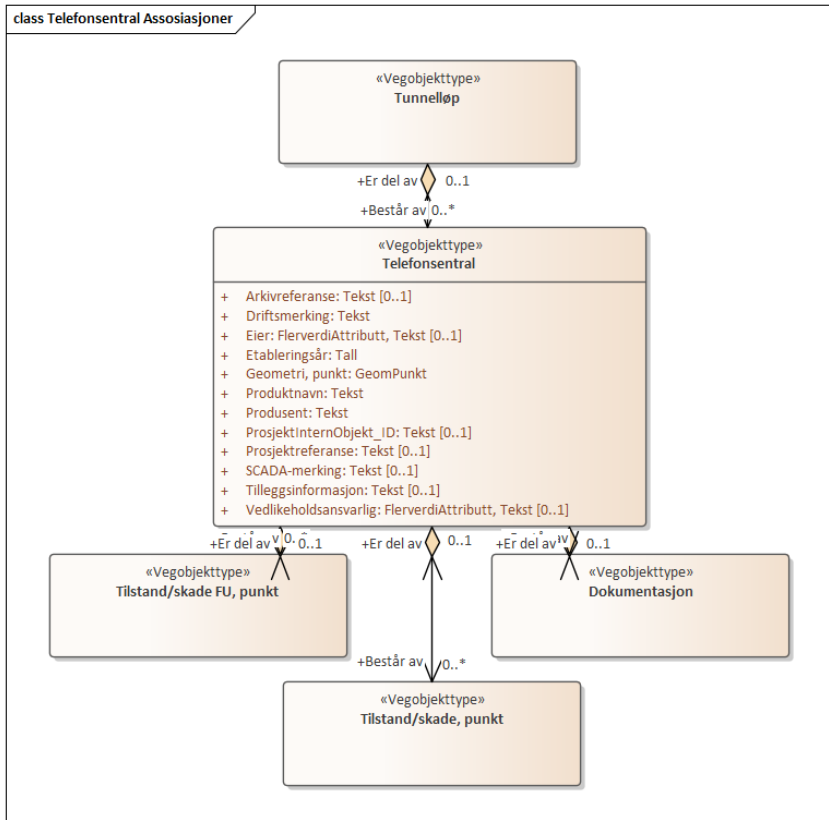 class Telefonsentral Assosiasjoner
«Vegobjekttype»
Tunnelløp
+Er del av 0..1
+Består av 0..*
«Vegobjekttype»
Telefonsentral
+ Arkivreferanse: Tekst [0..1]
+ Driftsmerking: Tekst
+ Eier: FlerverdiAttributt, Tekst [0..1]
+ Etableringsår: Tall
+ Geometri, punkt: GeomPunkt
+ Produktnavn: Tekst
+ Produsent: Tekst
+ ProsjektInternObjekt_ID: Tekst [0..1]
+ Prosjektreferanse: Tekst [0..1]
+ SCADA-merking: Tekst [0..1]
+ Tilleggsinformasjon: Tekst [0..1]
+ Vedlikeholdsansvarlig: FlerverdiAttributt, Tekst [0..1]
+Er del av 0..1 +Er del av 0..1 +Er del av 0..1
«Vegobjekttype»
Tilstand/skade FU, punkt
«Vegobjekttype»
Dokumentasjon
+Består av 0..*
«Vegobjekttype»
Tilstand/skade, punkt